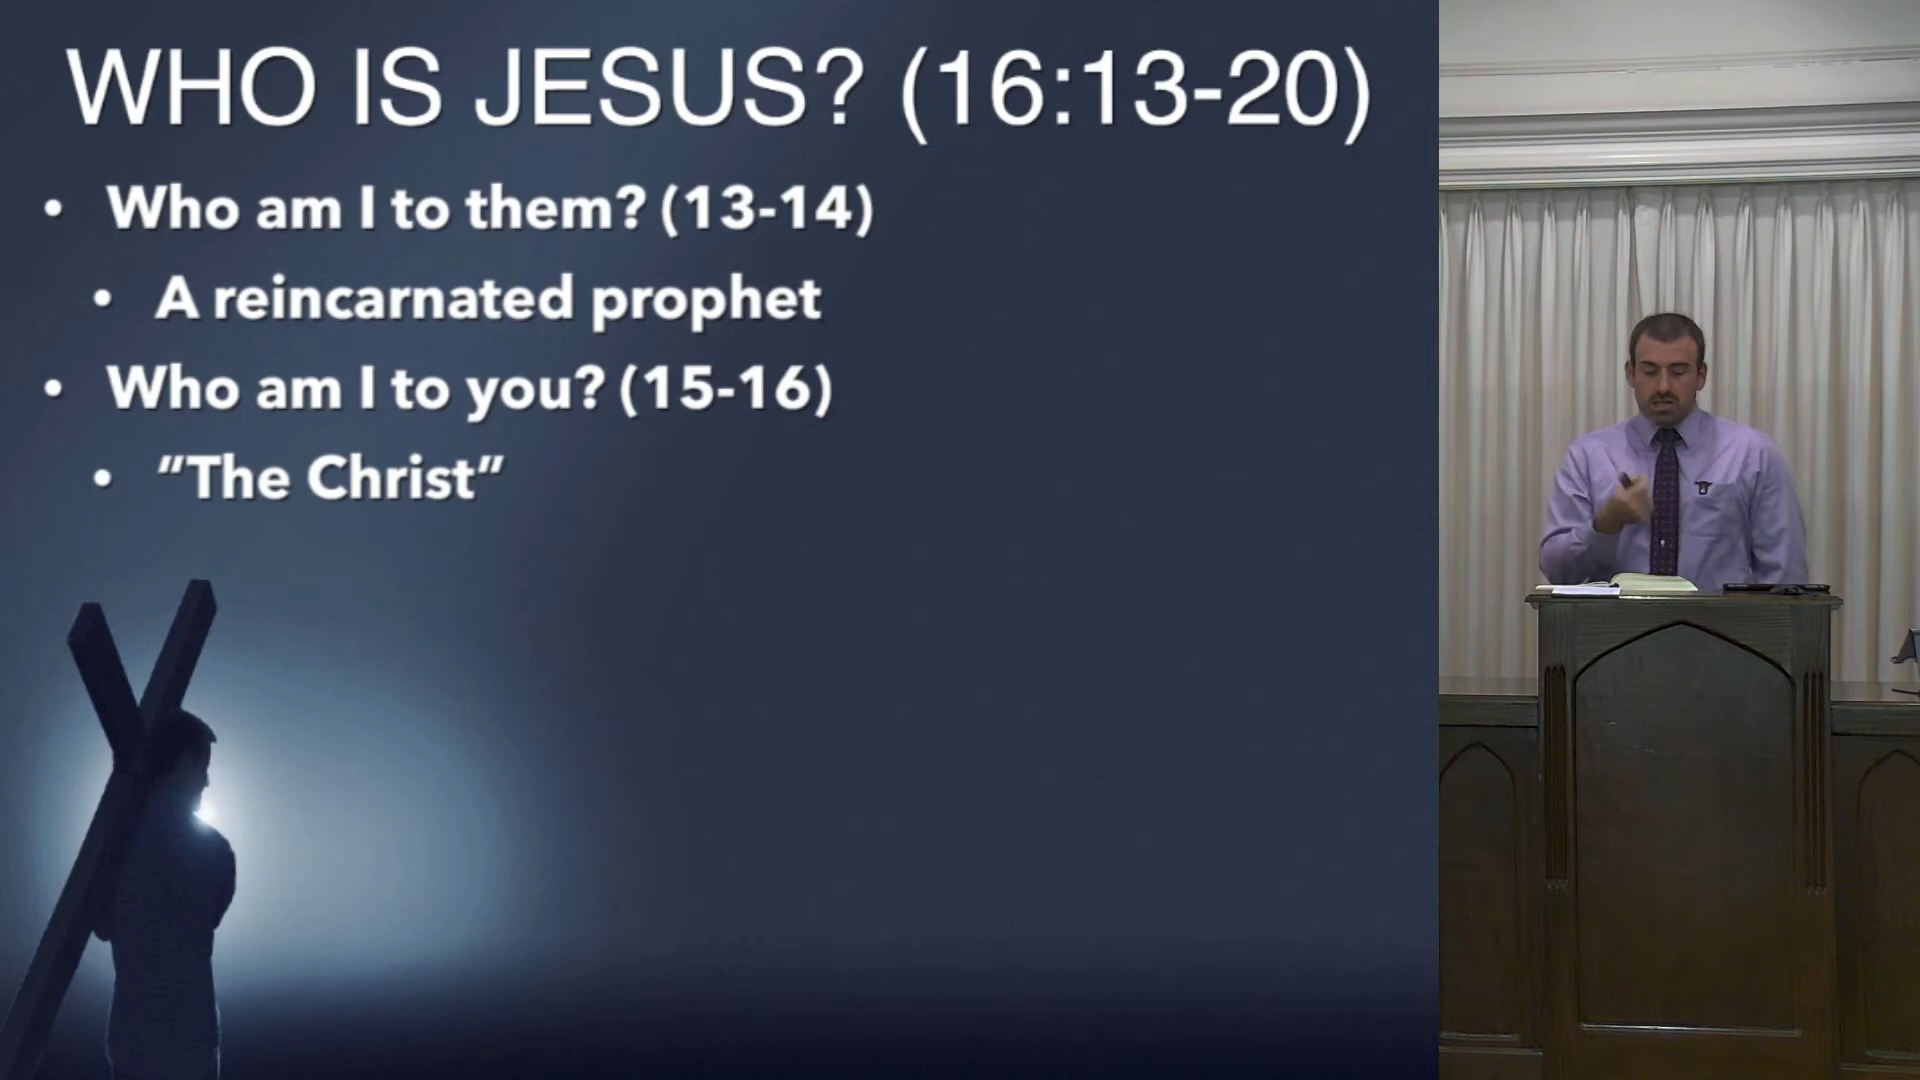 WHO IS JESUS? (16:13-20)
• Who am I to them? (13-14)
• A reincarnated prophet
• Who am I to you? (15-16)
• “The Christ”